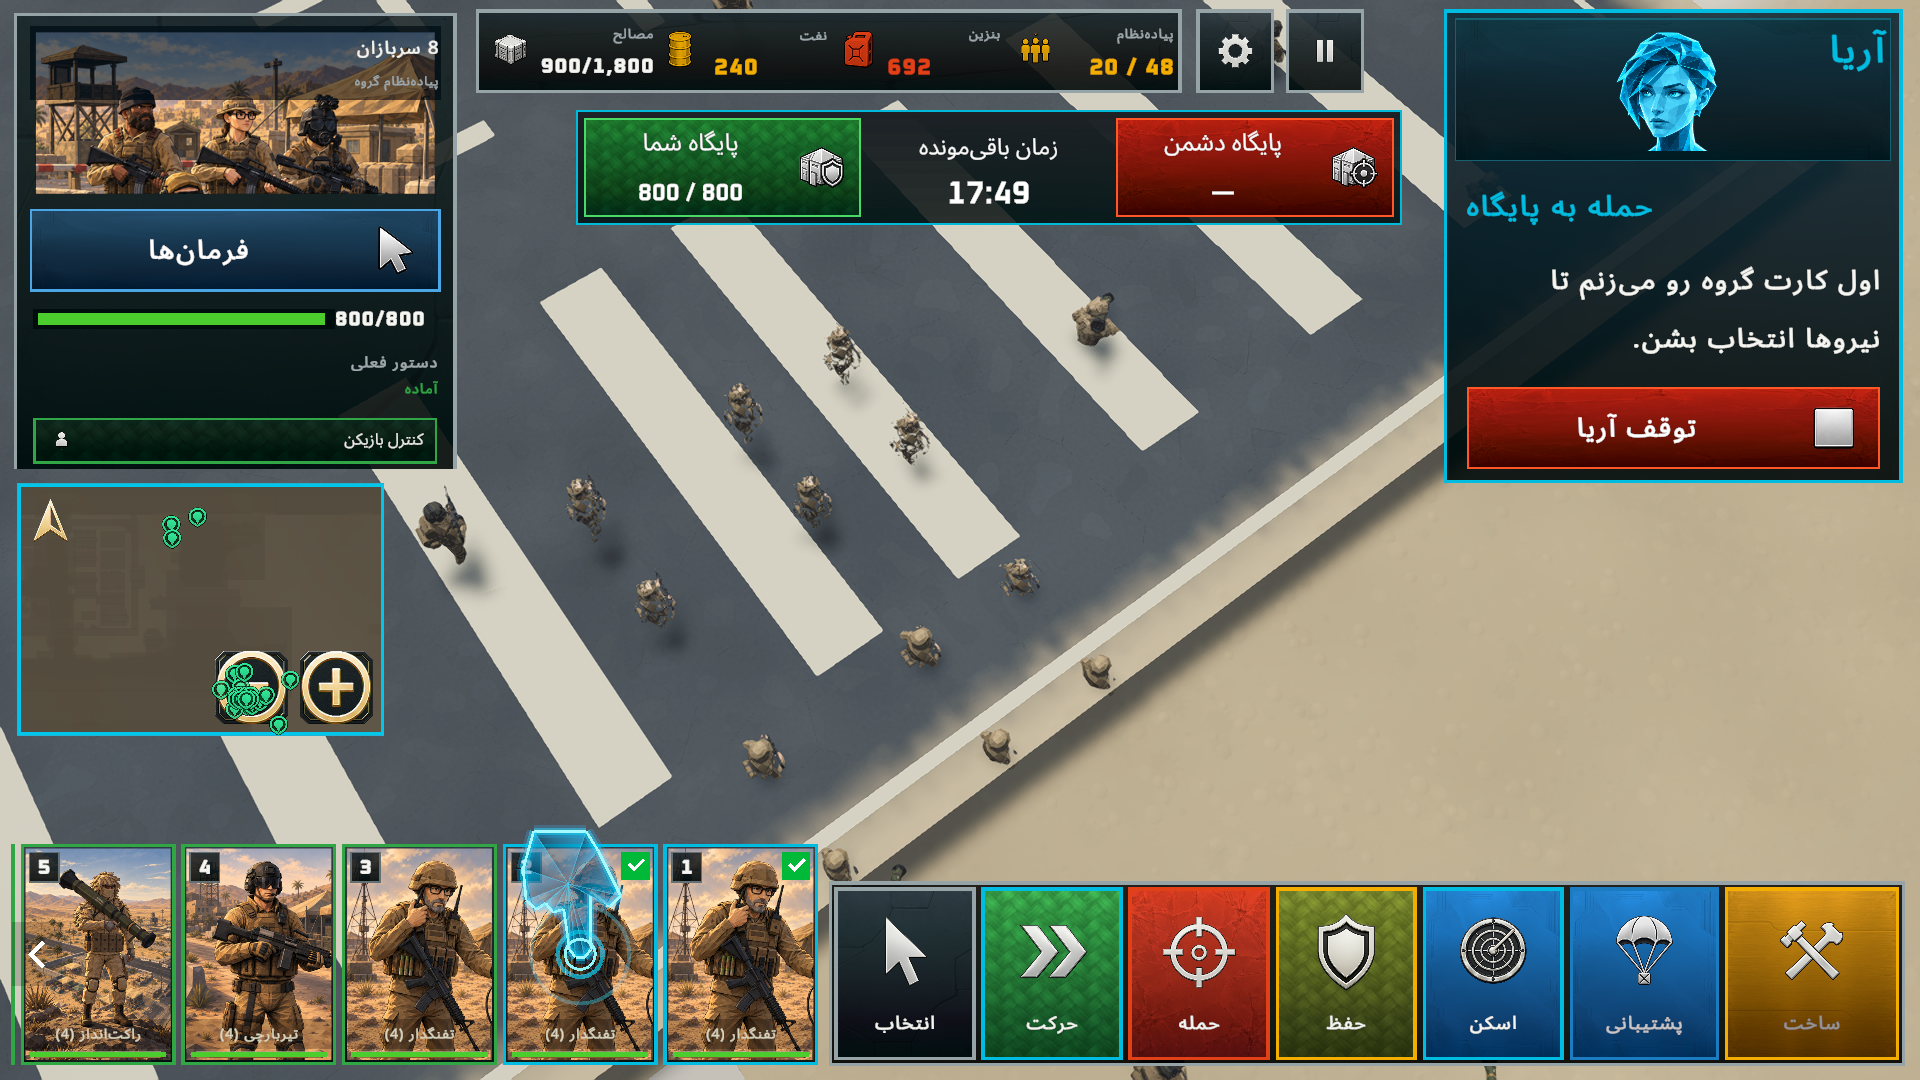 8 سربازان
پیاده‌نظام گروه
فرمان‌ها
800/800
دستور فعلی
آماده
کنترل بازیکن
مصالح
900/1,800
نفت
240
بنزین
692
پیاده‌نظام
20 / 48
پایگاه شما
800 / 800
زمان باقی‌مونده
17:49
پایگاه دشمن
—
آریا
حمله به پایگاه
اول کارت گروه رو می‌زنم تا
نیروها انتخاب بشن.
توقف آریا
5
راکت‌انداز (4)
4
تیربارچی (4)
3
تفنگدار (4)
2
تفنگدار (4)
1
تفنگدار (4)
انتخاب
حرکت
حمله
حفظ
اسکن
پشتیبانی
ساخت